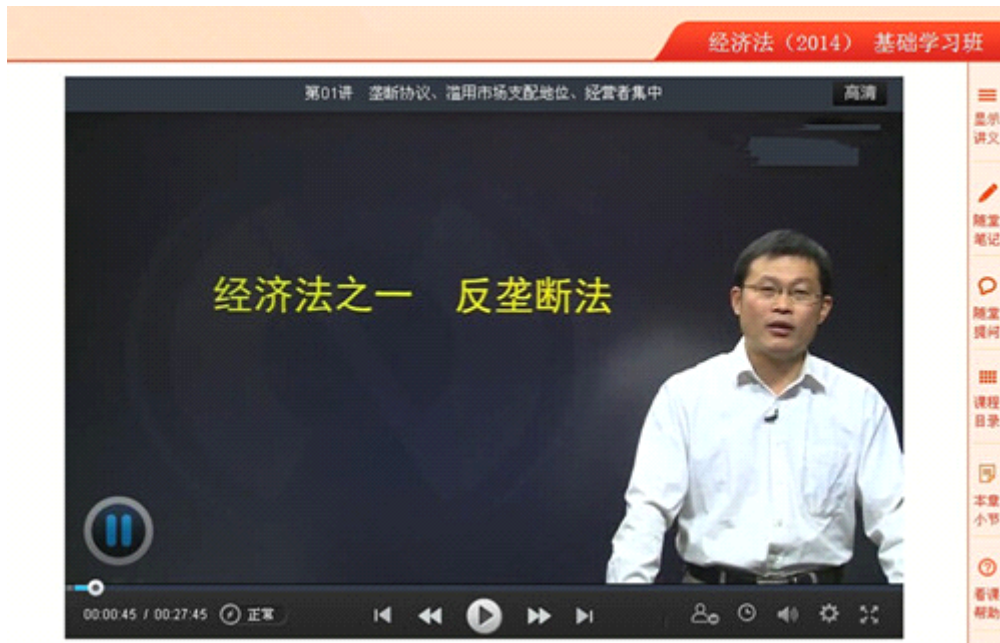 经济法（2014） 基础学习班
第01讲 垄断协议、滥用市场支配地位、经营者集中
高清
经济法之一 反垄断法
00:00:45 / 00:27:45 正常
显示
讲义
随堂
笔记
随堂
提问
课程
目录
本章
小节
看课
帮助